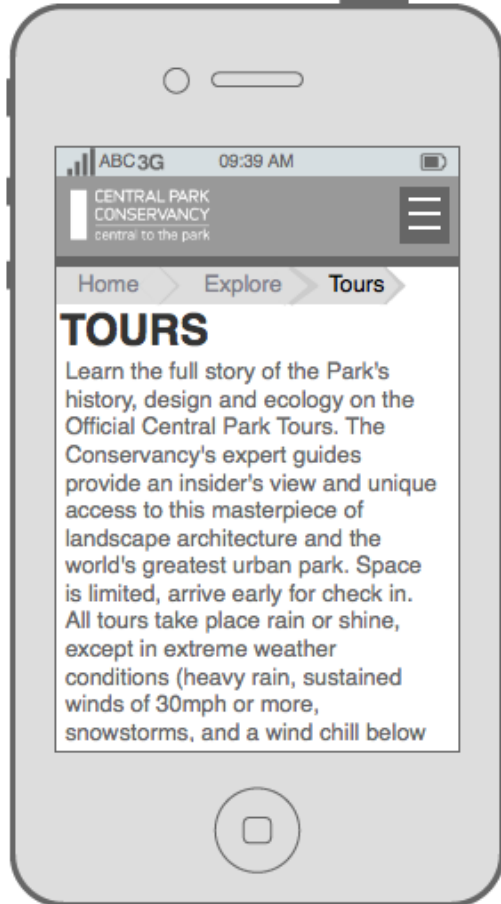 ABC 3G 09:39 AM
CENTRAL PARK
CONSERVANCY
central to the park
Home Explore Tours
TOURS
Learn the full story of the Park's
history, design and ecology on the
Official Central Park Tours. The
Conservancy's expert guides
provide an insider's view and unique
access to this masterpiece of
landscape architecture and the
world's greatest urban park. Space
is limited, arrive early for check in.
All tours take place rain or shine,
except in extreme weather
conditions (heavy rain, sustained
winds of 30mph or more,
snowstorms, and a wind chill below